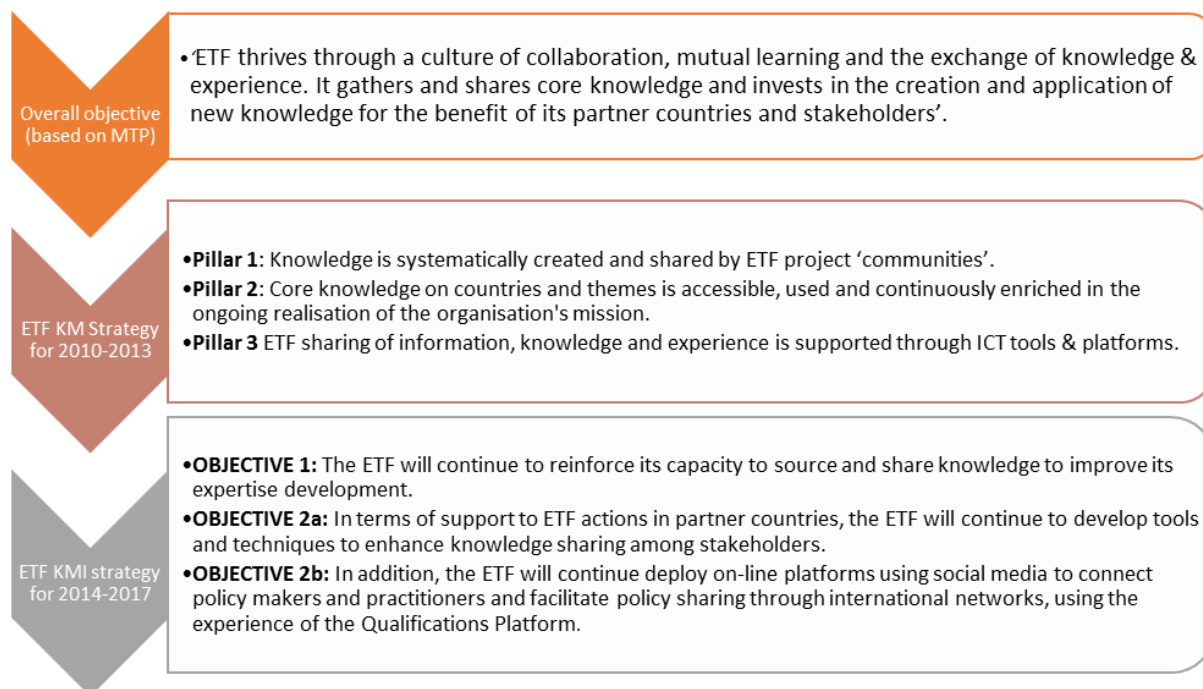 Overall objective
(based on MTP)
• ‘ETF thrives through a culture of collaboration, mutual learning and the exchange of knowledge &
experience. It gathers and shares core knowledge and invests in the creation and application of
new knowledge for the benefit of its partner countries and stakeholders’.
ETF KM Strategy
for 2010-2013
•Pillar 1: Knowledge is systematically created and shared by ETF project ‘communities’.
•Pillar 2: Core knowledge on countries and themes is accessible, used and continuously enriched in the
ongoing realisation of the organisation's mission.
•Pillar 3 ETF sharing of information, knowledge and experience is supported through ICT tools & platforms.
ETF KMI strategy
for 2014-2017
•OBJECTIVE 1: The ETF will continue to reinforce its capacity to source and share knowledge to improve its
expertise development.
•OBJECTIVE 2a: In terms of support to ETF actions in partner countries, the ETF will continue to develop tools
and techniques to enhance knowledge sharing among stakeholders.
•OBJECTIVE 2b: In addition, the ETF will continue deploy on-line platforms using social media to connect
policy makers and practitioners and facilitate policy sharing through international networks, using the
experience of the Qualifications Platform.